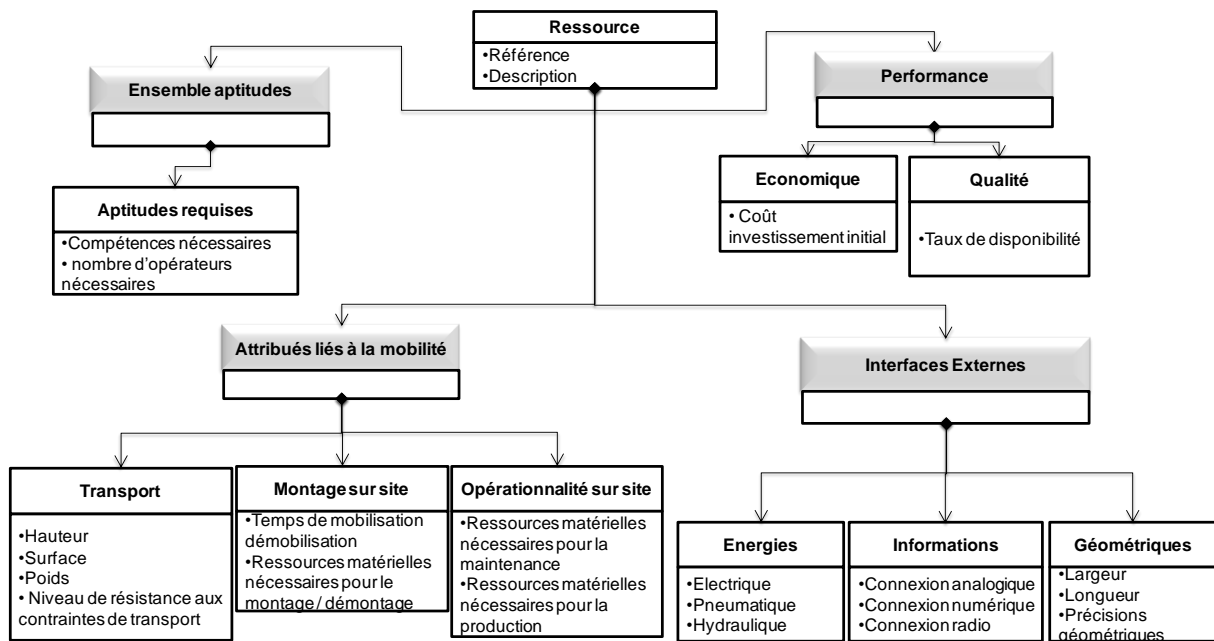 Ressource
•Référence
•Description
Ensemble aptitudes
Performance
Aptitudes requises
•Compétences nécessaires
• nombre d'opérateurs
nécessaires
Economique
• Coût
investissement initial
Qualité
•Taux de disponibilité
Attribués liés à la mobilité
Interfaces Externes
Transport
•Hauteur
•Surface
•Poids
• Niveau de résistance aux
contraintes de transport
Montage sur site
•Temps de mobilisation
démobilisation
•Ressources matérielles
nécessaires pour le
montage / démontage
Opérationnalité sur site
•Ressources matérielles
nécessaires pour la
maintenance
•Ressources matérielles
nécessaires pour la
production
Energies
•Electrique
•Pneumatique
•Hydraulique
Informations
•Connexion analogique
•Connexion numérique
•Connexion radio
Géométriques
•Largeur
•Longueur
•Précisions
géométriques